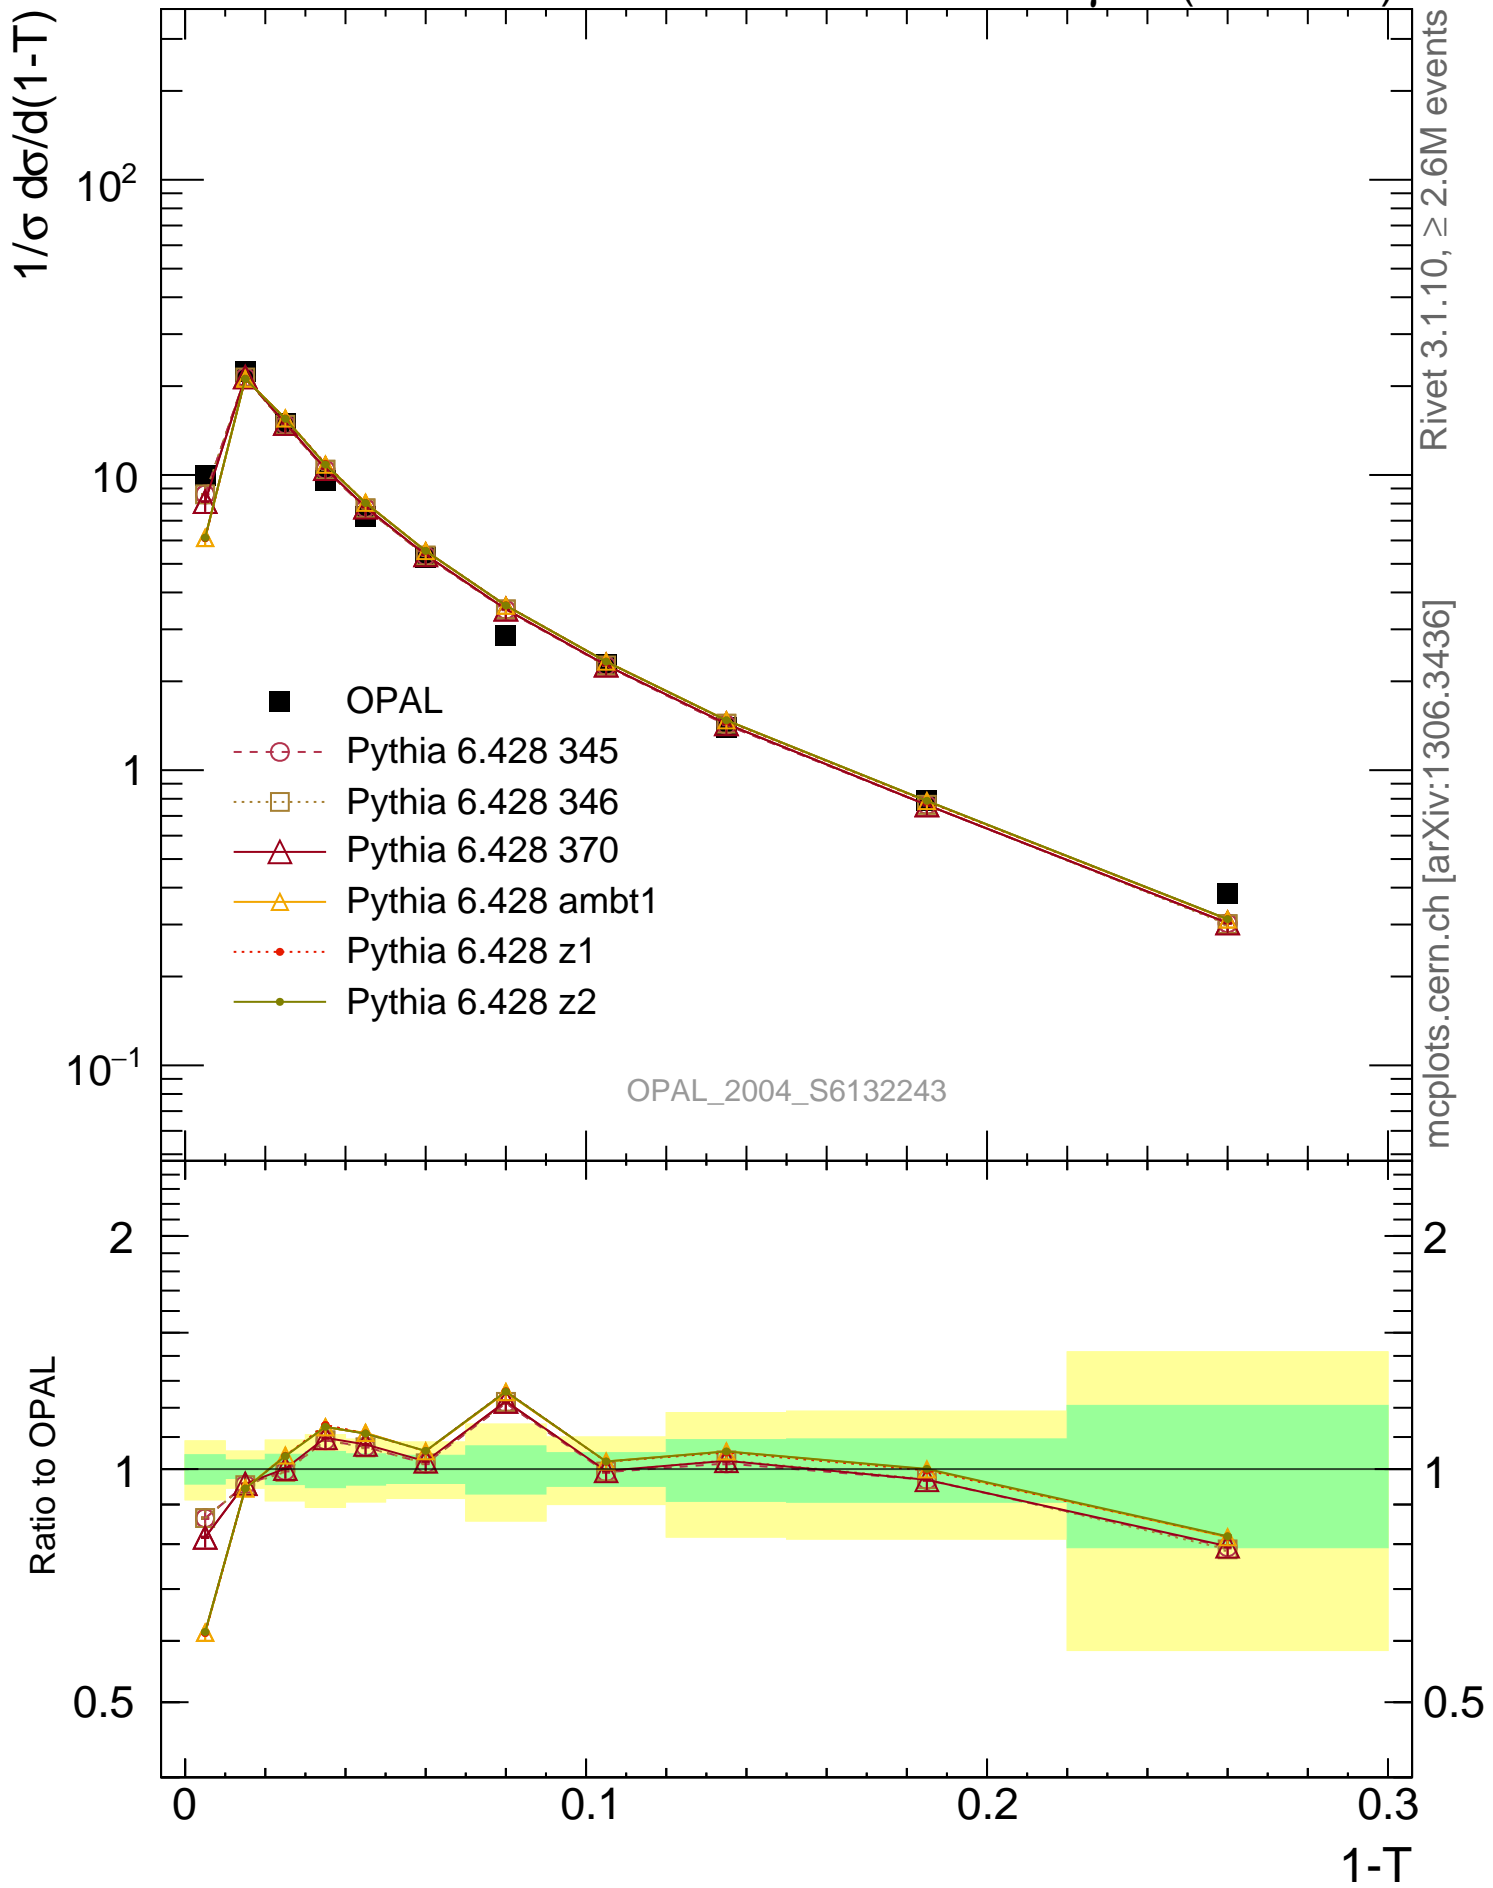 1/σ dσ/d(1-T)
10²
10
1
10⁻¹
OPAL
Pythia 6.428 345
Pythia 6.428 346
Pythia 6.428 370
Pythia 6.428 ambt1
Pythia 6.428 z1
Pythia 6.428 z2
OPAL_2004_S6132243
Rivet 3.1.10, ≥ 2.6M events
mcplots.cern.ch [arXiv:1306.3436]
Ratio to OPAL
2
1
0.5
2
1
0.5
0
0.1
0.2
0.3
1-T